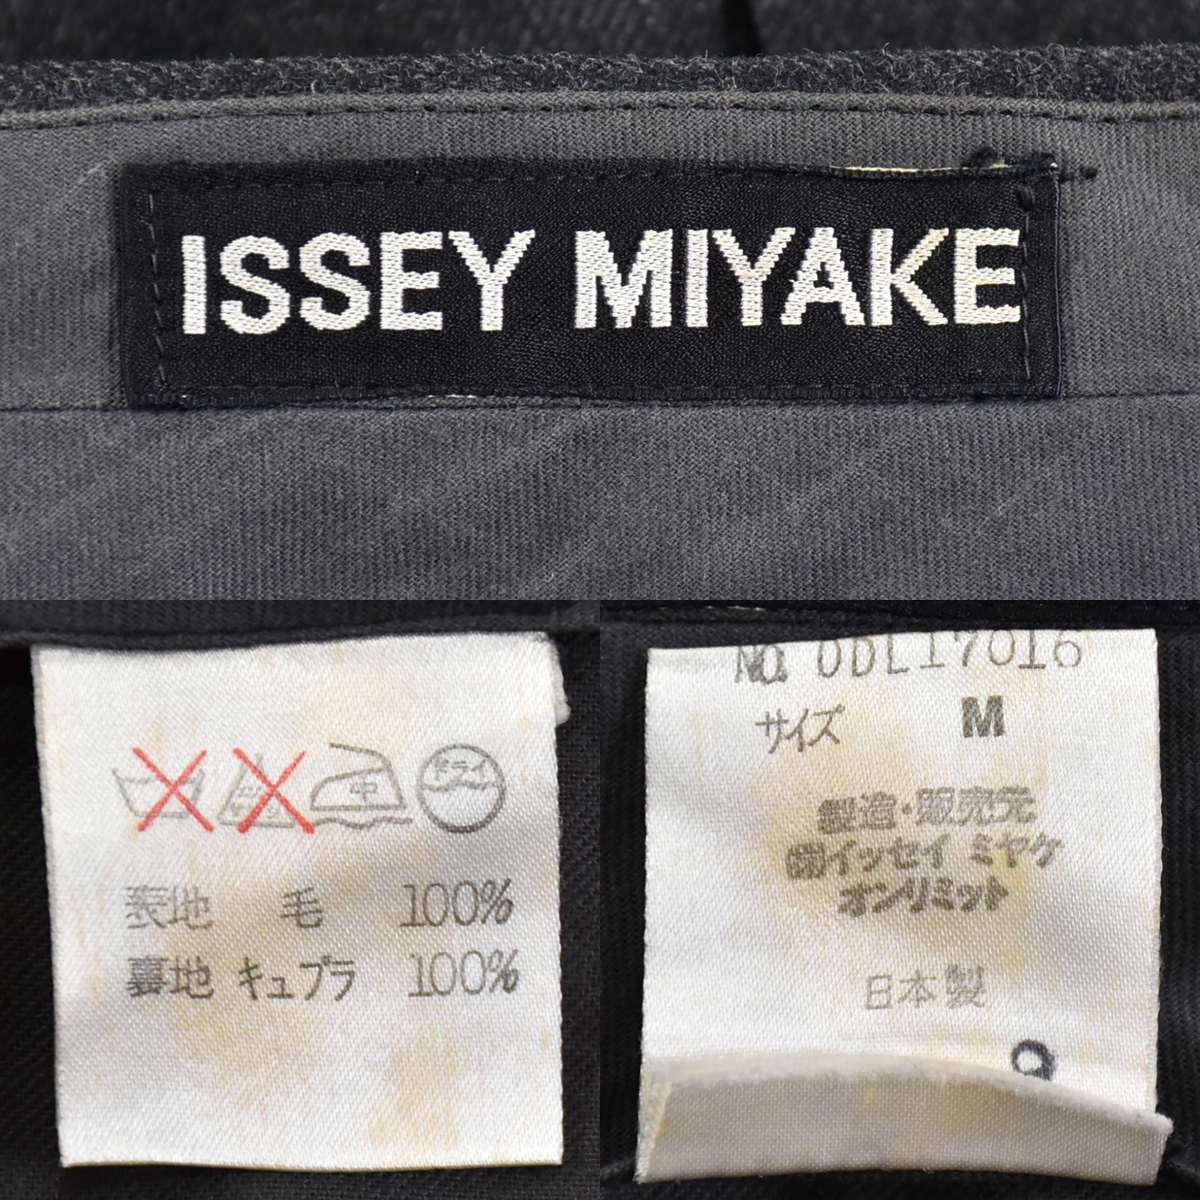 ISSEY MIYAKE
中 ドライ
表地 毛 100%
裏地 キュプラ 100%
No. ODL17016
サイズ M
製造・販売元
㈱イッセイ ミヤケ
オンリミット
日本製
9